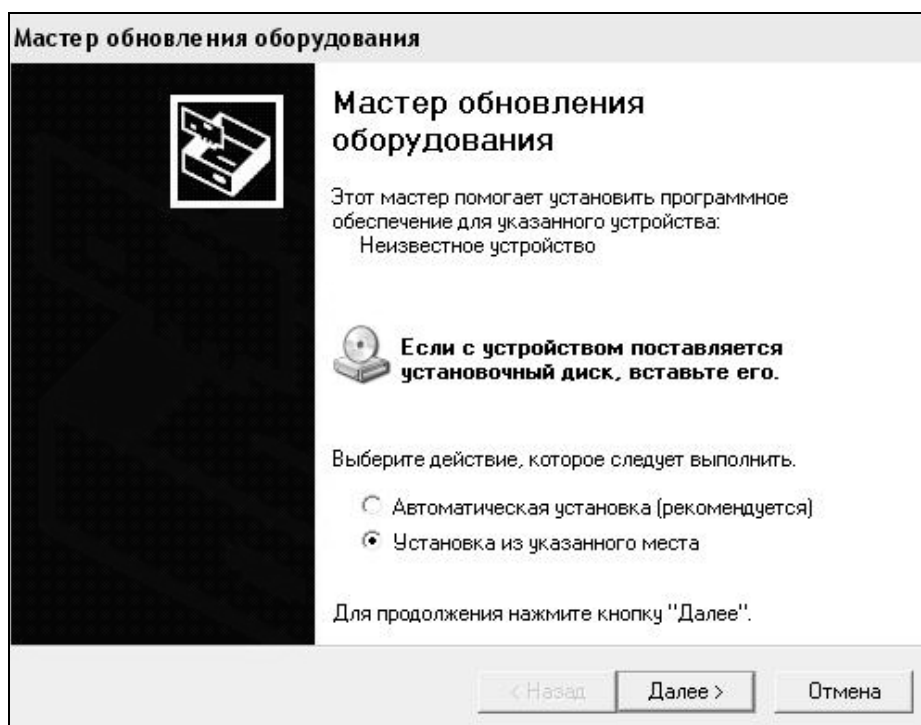 Мастер обновления оборудования
Мастер обновления
оборудования
Этот мастер помогает установить программное
обеспечение для указанного устройства:
Неизвестное устройство
Если с устройством поставляется
установочный диск, вставьте его.
Выберите действие, которое следует выполнить.
Автоматическая установка (рекомендуется)
Установка из указанного места
Для продолжения нажмите кнопку "Далее".
< Назад
Далее >
Отмена